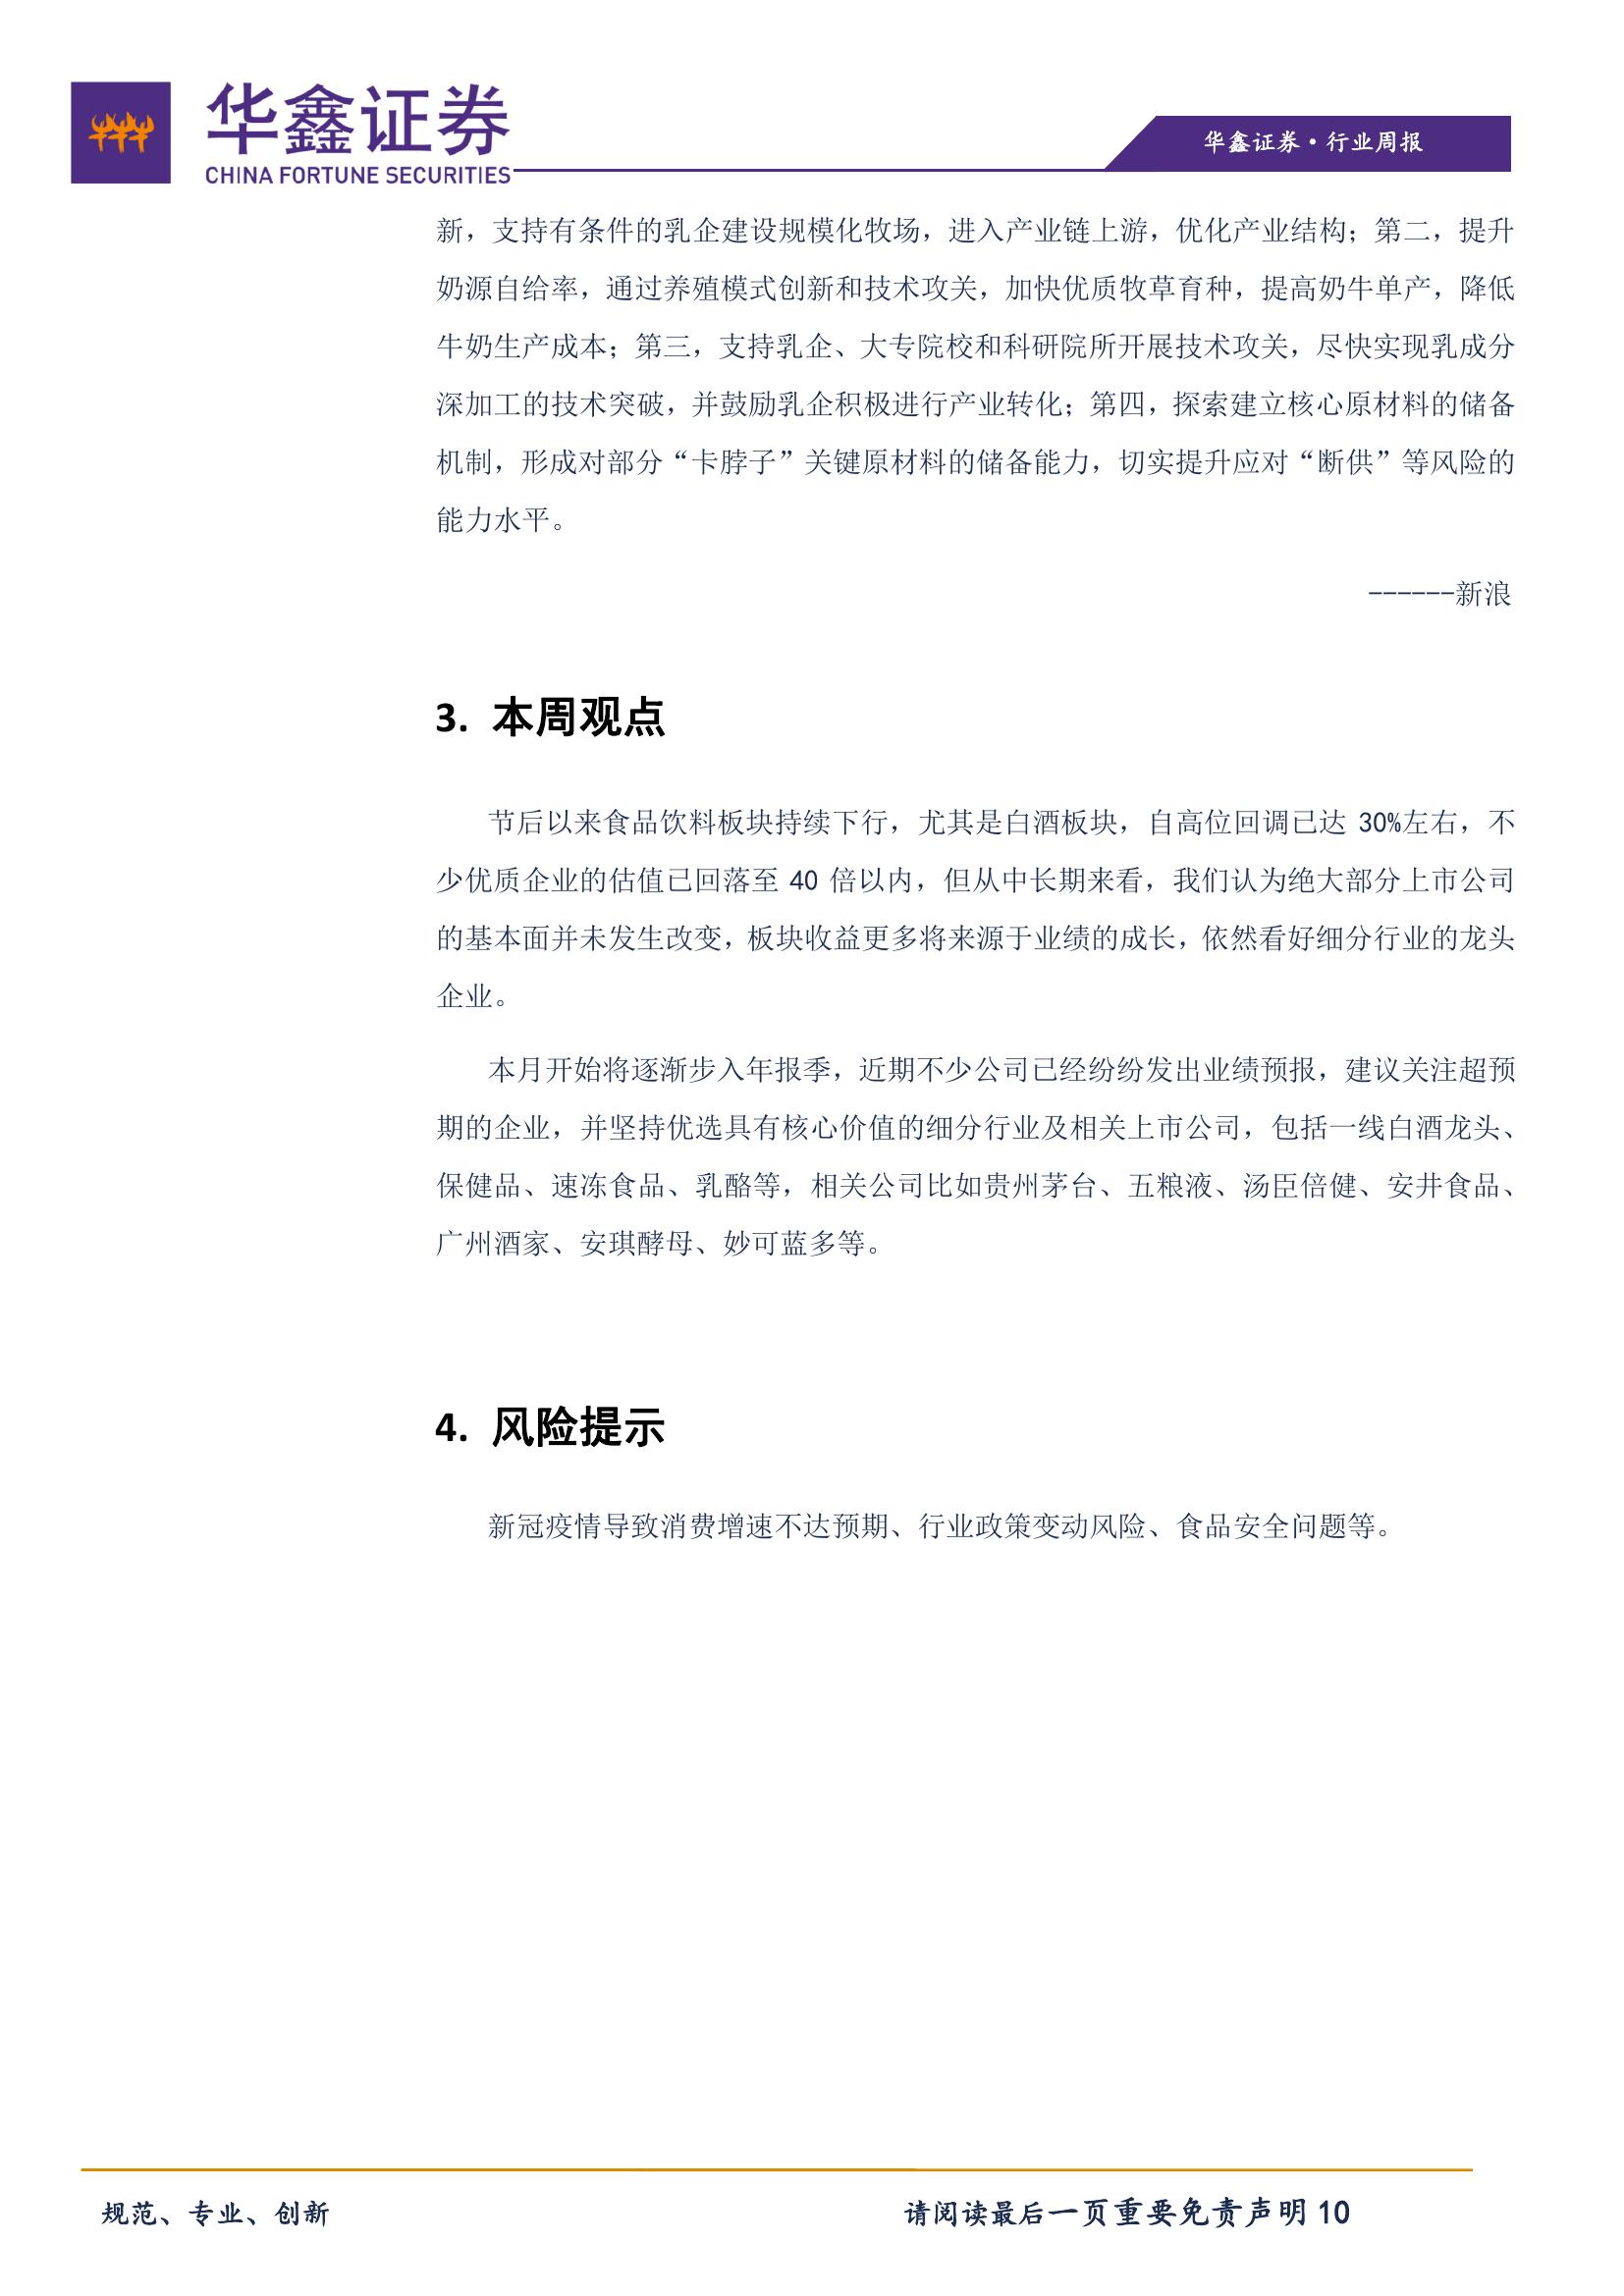 华鑫证券
CHINA FORTUNE SECURITIES
华鑫证券·行业周报
新，支持有条件的乳企建设规模化牧场，进入产业链上游，优化产业结构；第二，提升
奶源自给率，通过养殖模式创新和技术攻关，加快优质牧草育种，提高奶牛单产，降低
牛奶生产成本；第三，支持乳企、大专院校和科研院所开展技术攻关，尽快实现乳成分
深加工的技术突破，并鼓励乳企积极进行产业转化；第四，探索建立核心原材料的储备
机制，形成对部分“卡脖子”关键原材料的储备能力，切实提升应对“断供”等风险的
能力水平。
------新浪
3. 本周观点
节后以来食品饮料板块持续下行，尤其是白酒板块，自高位回调已达 30%左右，不
少优质企业的估值已回落至 40 倍以内，但从中长期来看，我们认为绝大部分上市公司
的基本面并未发生改变，板块收益更多将来源于业绩的成长，依然看好细分行业的龙头
企业。
本月开始将逐渐步入年报季，近期不少公司已经纷纷发出业绩预报，建议关注超预
期的企业，并坚持优选具有核心价值的细分行业及相关上市公司，包括一线白酒龙头、
保健品、速冻食品、乳酪等，相关公司比如贵州茅台、五粮液、汤臣倍健、安井食品、
广州酒家、安琪酵母、妙可蓝多等。
4. 风险提示
新冠疫情导致消费增速不达预期、行业政策变动风险、食品安全问题等。
规范、专业、创新
请阅读最后一页重要免责声明 10